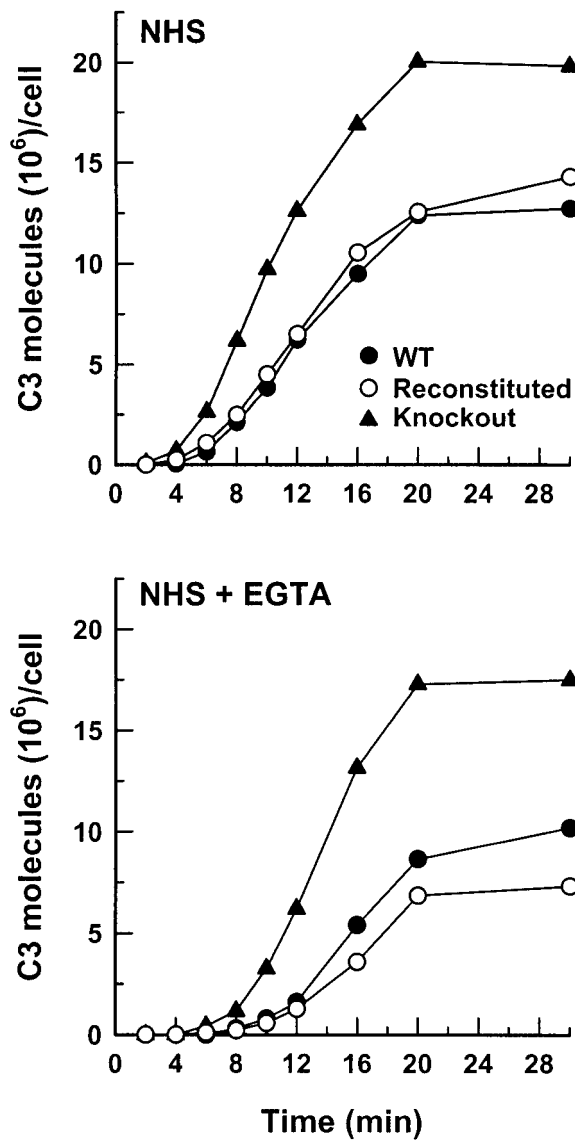 NHS
C3 molecules (10⁶)/cell
20
15
10
5
0
WT
Reconstituted
Knockout
0 4 8 12 16 20 24 28
NHS + EGTA
C3 molecules (10⁶)/cell
20
15
10
5
0
0 4 8 12 16 20 24 28
Time (min)